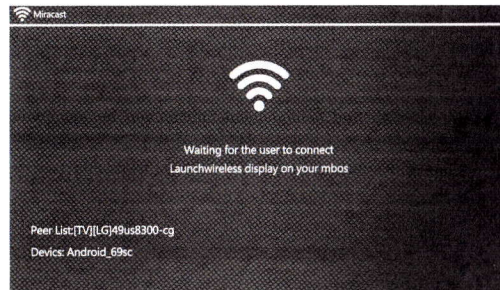 Miracast
Waiting for the user to connect
Launchwireless display on your mbos
Peer List:[TV][LG]49us8300-cg
Devics: Android_69sc